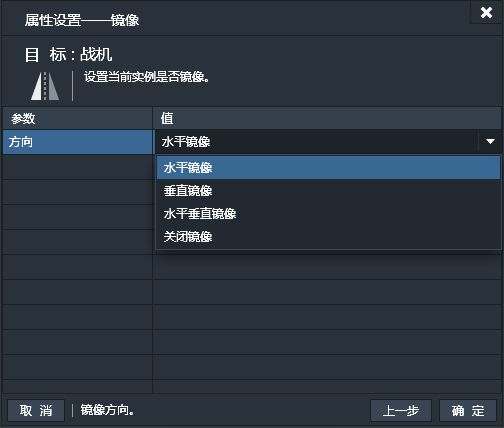 属性设置——镜像
目 标 : 战机
设置当前实例是否镜像。
参数 值
方向 水平镜像
水平镜像
垂直镜像
水平垂直镜像
关闭镜像
取 消 镜像方向。 上一步 确 定